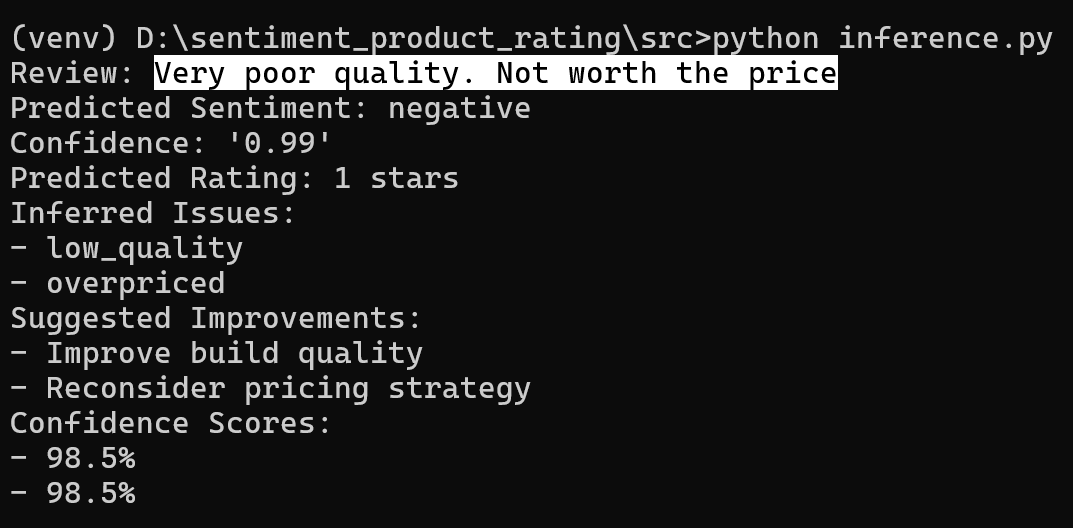 (venv) D:\sentiment_product_rating\src>python inference.py
Review: Very poor quality. Not worth the price
Predicted Sentiment: negative
Confidence: '0.99'
Predicted Rating: 1 stars
Inferred Issues:
- low_quality
- overpriced
Suggested Improvements:
- Improve build quality
- Reconsider pricing strategy
Confidence Scores:
- 98.5%
- 98.5%